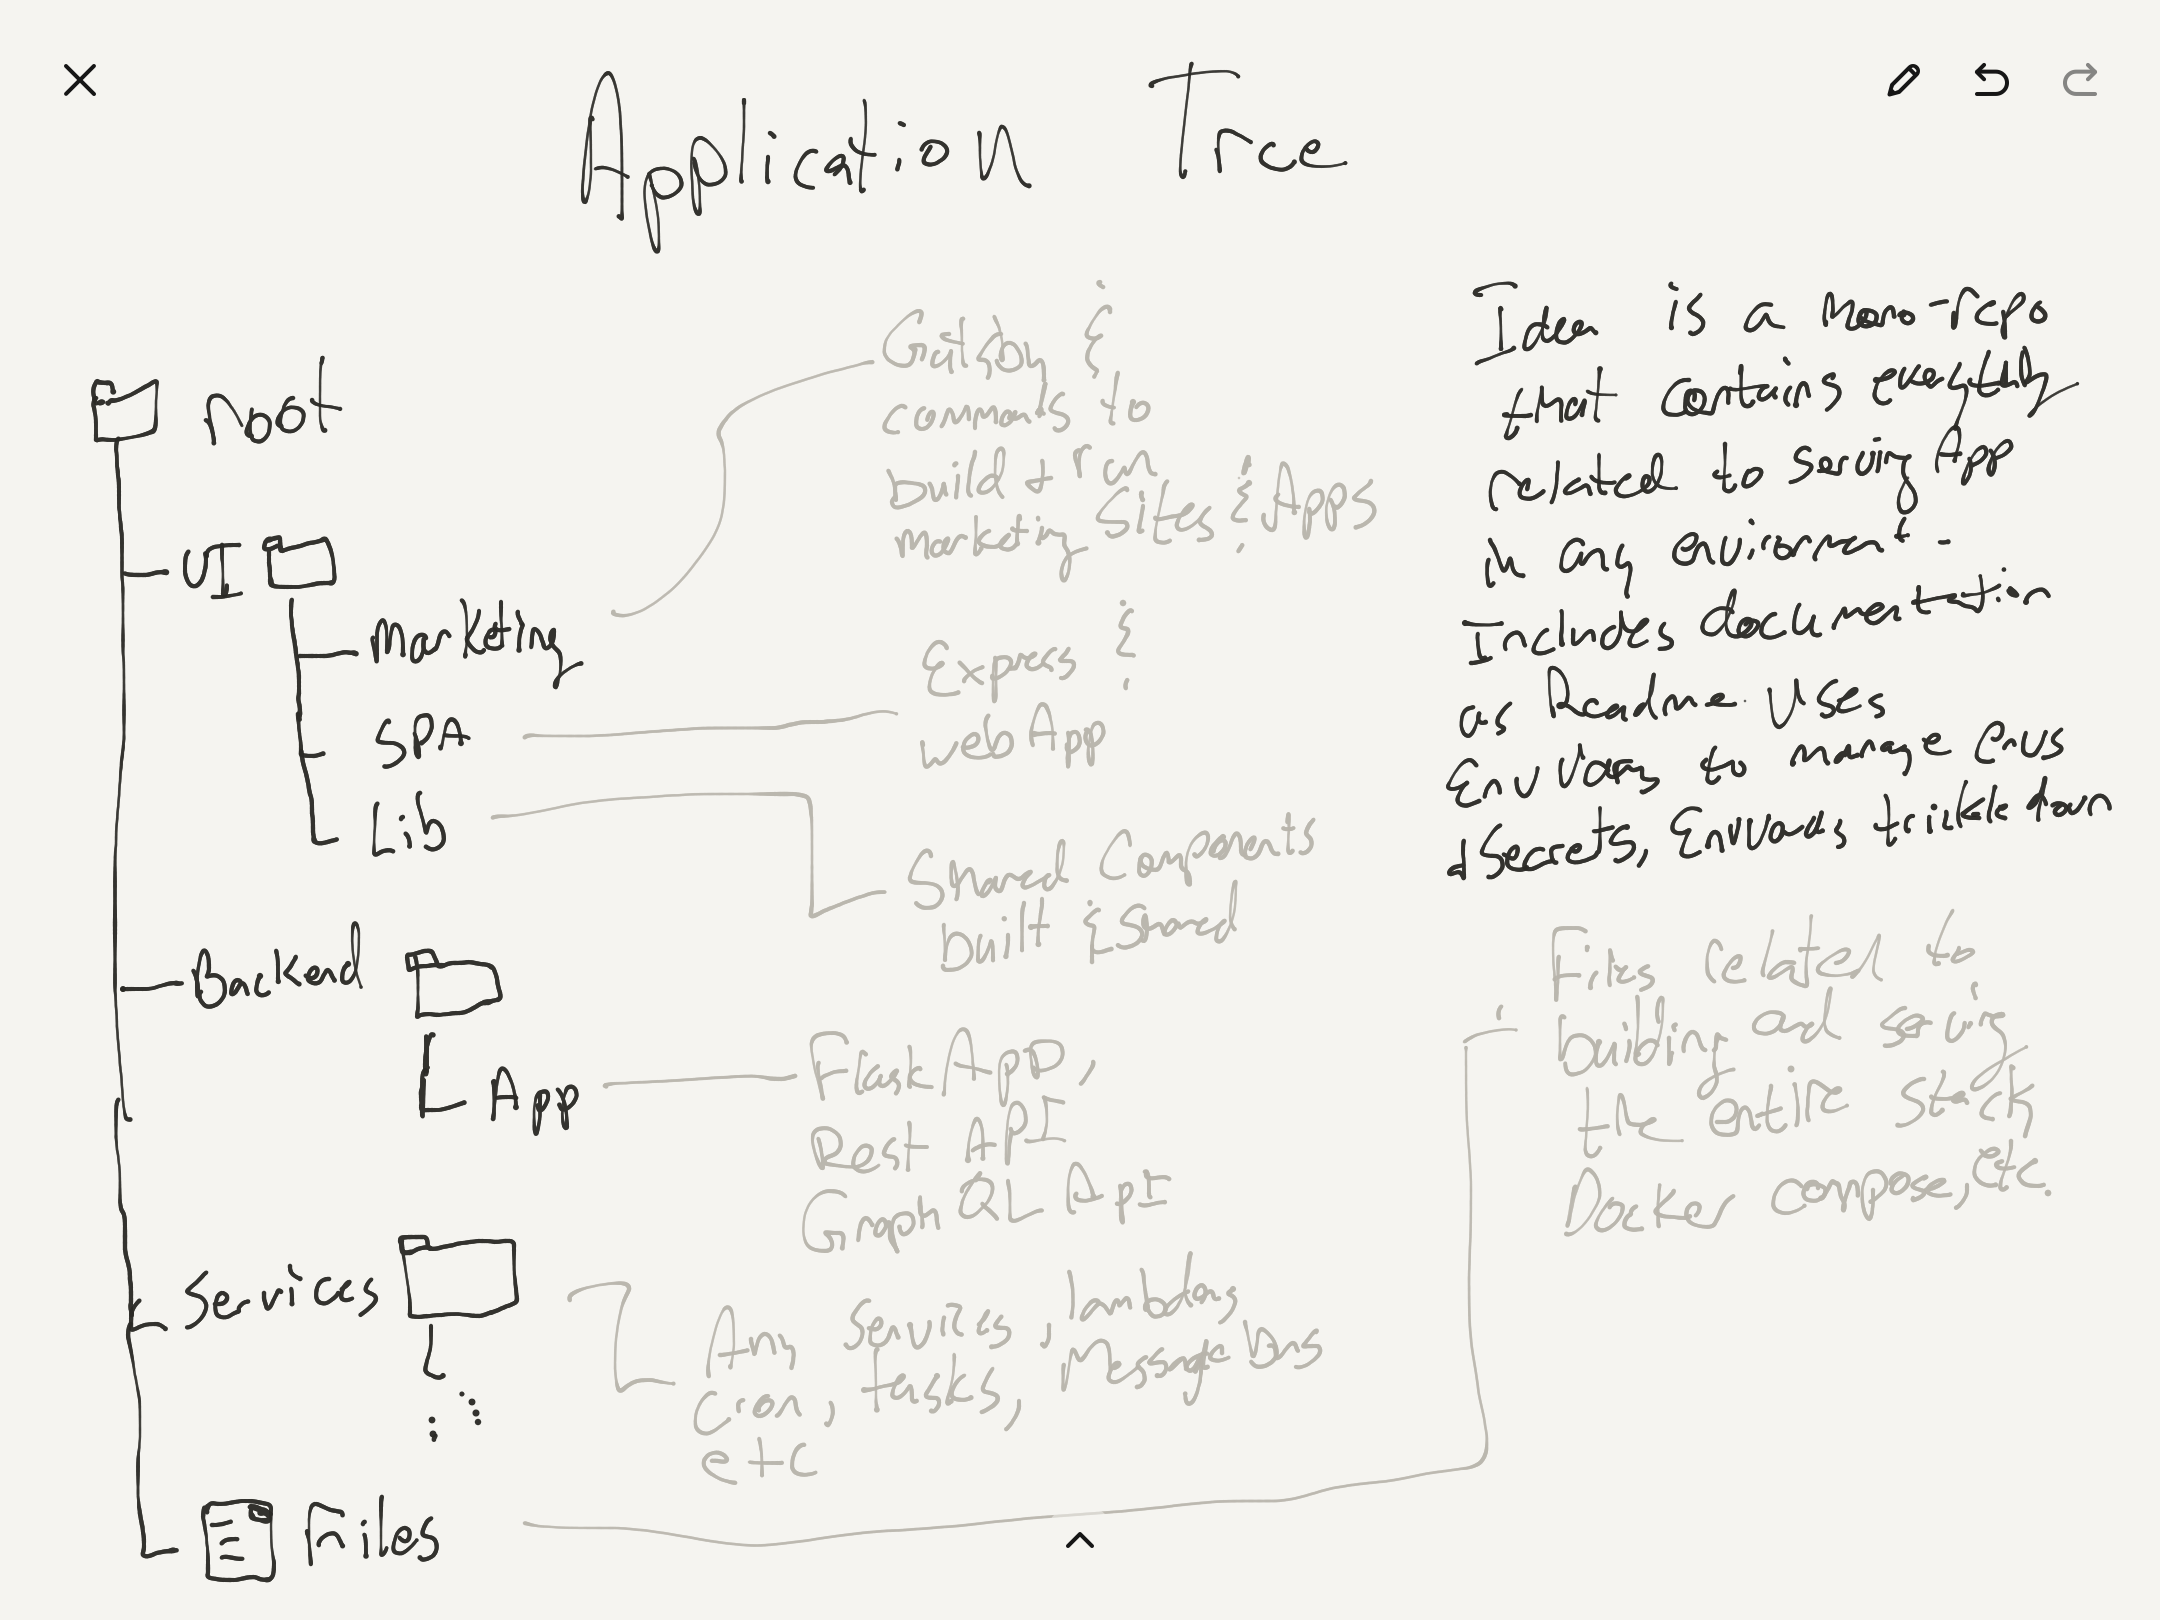 Application Tree
root
UI
Marketing
SPA
Lib
Backend
App
Services
Files
Gatsby &
commands to
build + run
marketing Sites & Apps
Express &
web App
Shared Components
built & shared
Flask App,
Rest API
GraphQL ApI
Any services, lambdas
Cron, tasks, Message bus
etc
Idea is a mono-repo
that contains everything
related to serving App
in any enviorment.
Includes documentation
as Readme. Uses
Env Vars to manage Envs
+ Secrets, EnvVars trickle down
Files related to
building and serving
the entire stack
Docker compose, etc.